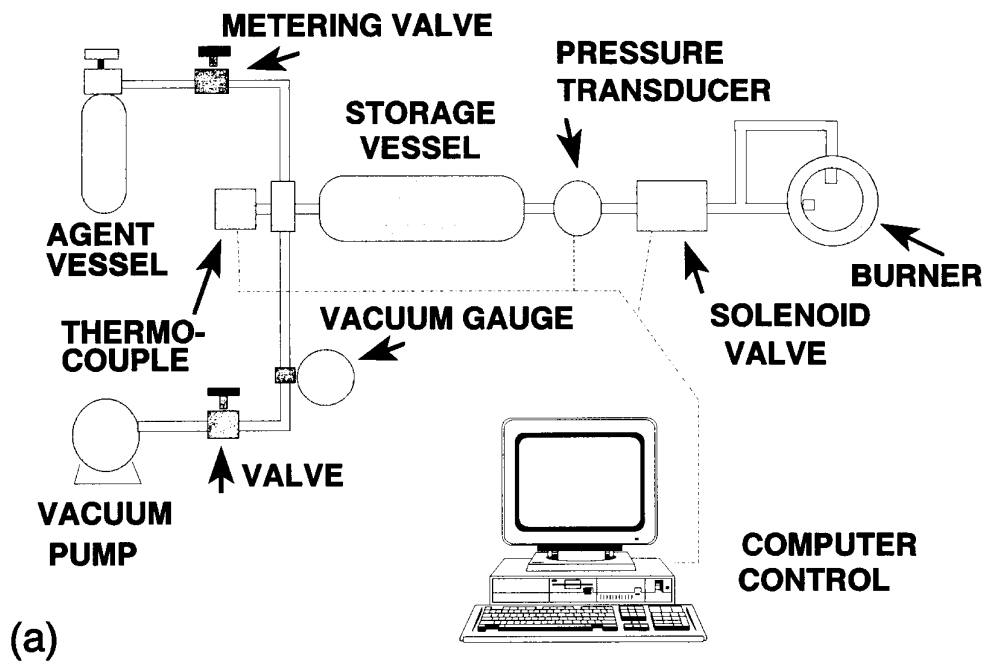 METERING VALVE
PRESSURE
TRANSDUCER
STORAGE
VESSEL
AGENT
VESSEL
BURNER
THERMO-
COUPLE
VACUUM GAUGE
SOLENOID
VALVE
VALVE
VACUUM
PUMP
COMPUTER
CONTROL
(a)